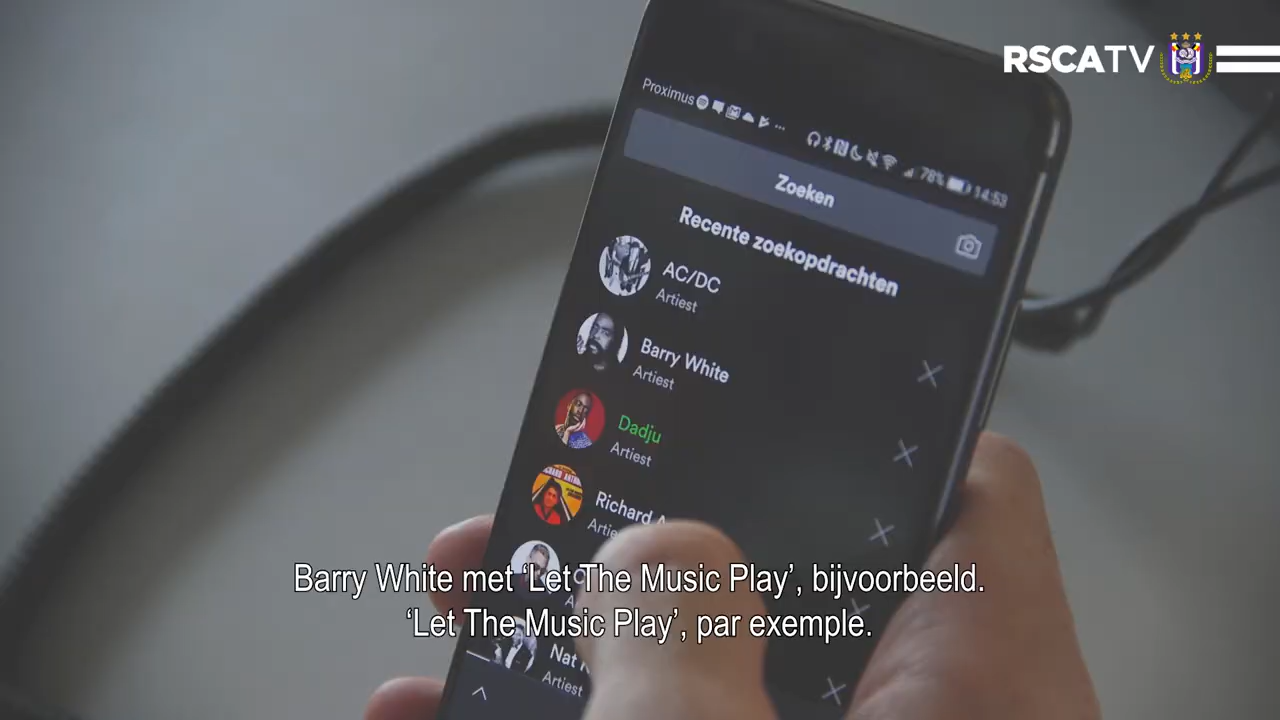 RSCATV
Proximus
78% 14:53
Zoeken
Recente zoekopdrachten
AC/DC
Artiest
Barry White
Artiest
Dadju
Artiest
Richard
Nat
Artiest
Barry White met ‘Let The Music Play’, bijvoorbeeld.
‘Let The Music Play’, par exemple.